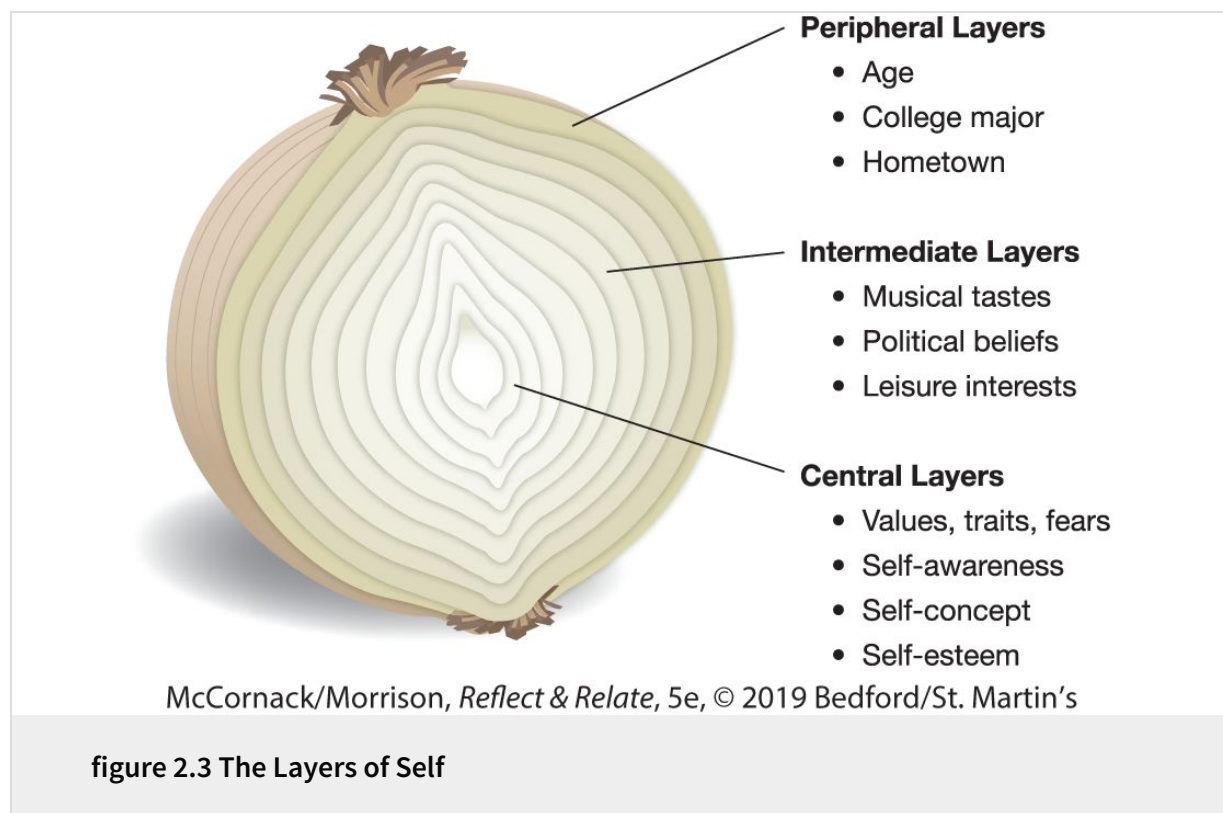 Peripheral Layers
• Age
• College major
• Hometown
Intermediate Layers
• Musical tastes
• Political beliefs
• Leisure interests
Central Layers
• Values, traits, fears
• Self-awareness
• Self-concept
• Self-esteem
McCornack/Morrison, Reflect & Relate, 5e, © 2019 Bedford/St. Martin's
figure 2.3 The Layers of Self